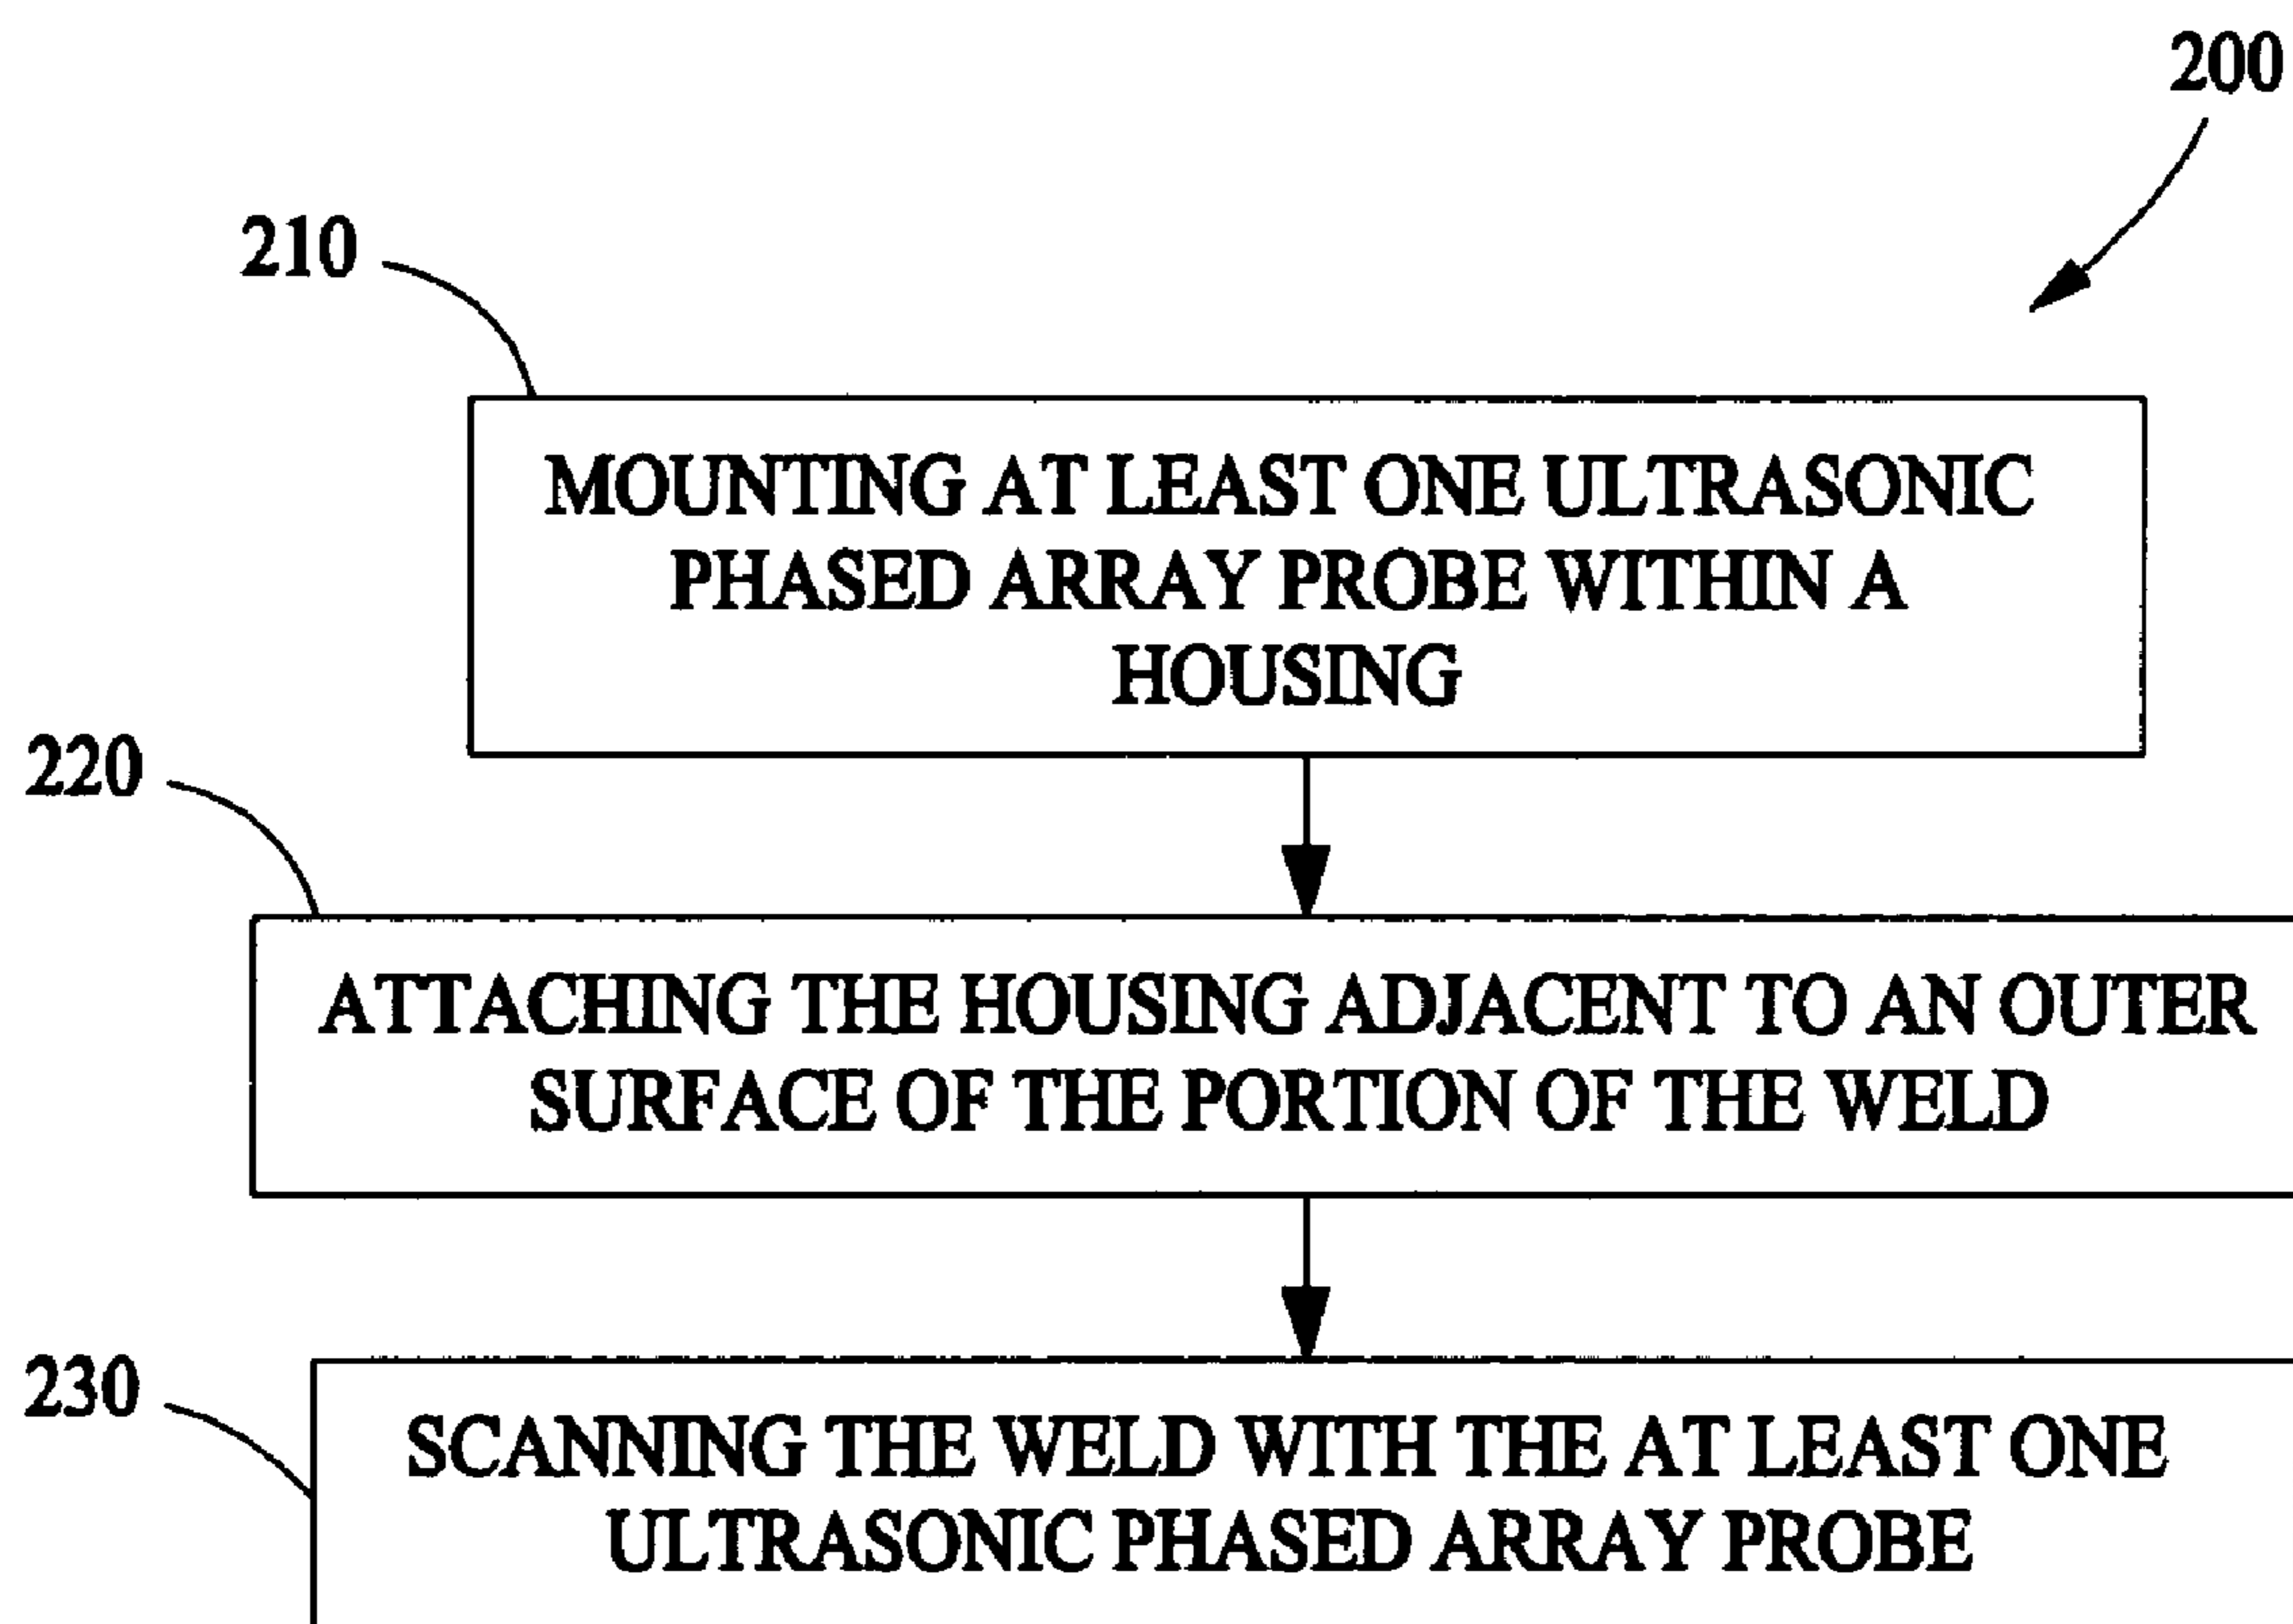 200
210
MOUNTING AT LEAST ONE ULTRASONIC
PHASED ARRAY PROBE WITHIN A
HOUSING
220
ATTACHING THE HOUSING ADJACENT TO AN OUTER
SURFACE OF THE PORTION OF THE WELD
230
SCANNING THE WELD WITH THE AT LEAST ONE
ULTRASONIC PHASED ARRAY PROBE